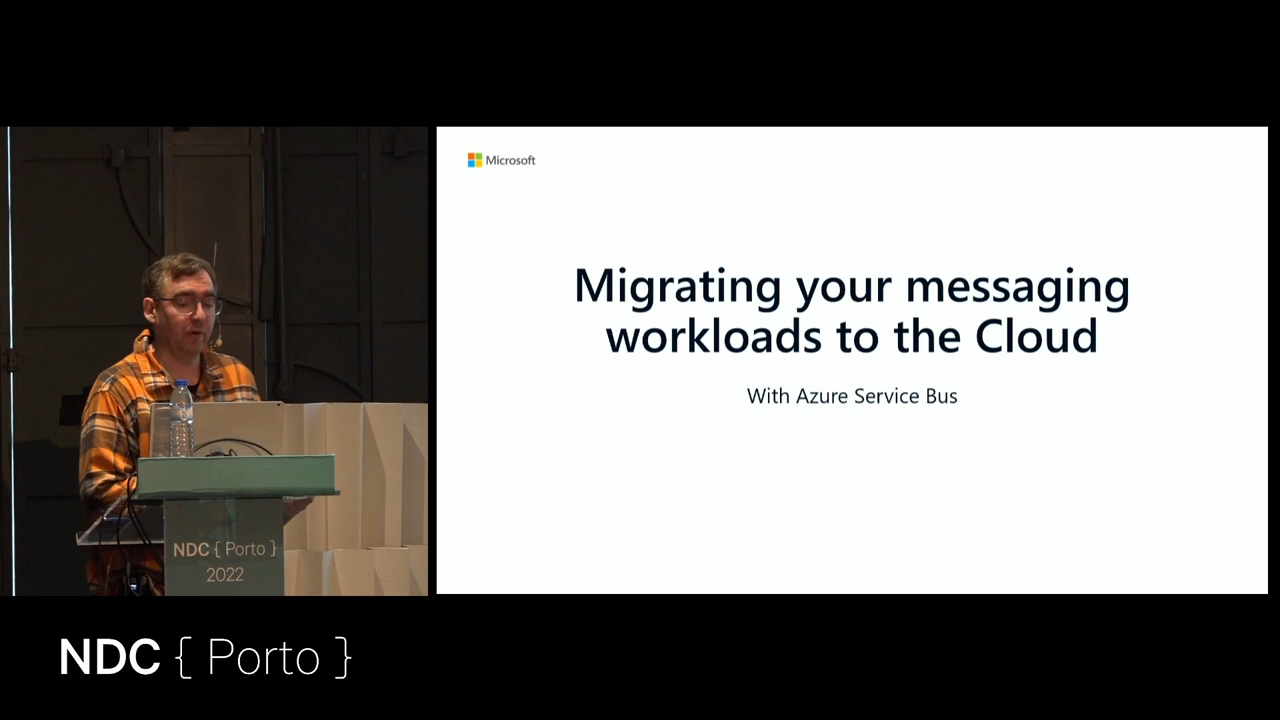 Microsoft
Migrating your messaging
workloads to the Cloud
With Azure Service Bus
NDC { Porto }
2022
NDC { Porto }